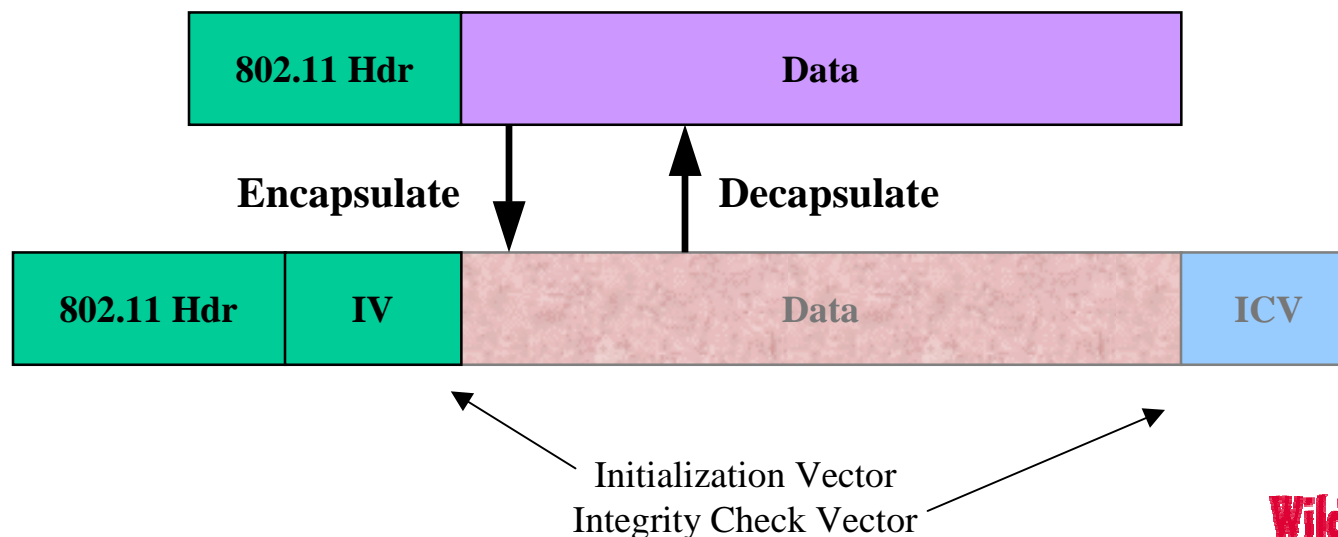 802.11 Hdr Data
Encapsulate Decapsulate
802.11 Hdr IV Data ICV
Initialization Vector
Integrity Check Vector